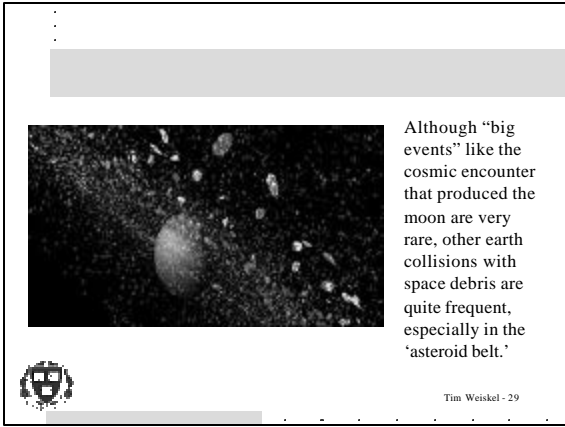 Although “big
events” like the
cosmic encounter
that produced the
moon are very
rare, other earth
collisions with
space debris are
quite frequent,
especially in the
‘asteroid belt.’
Tim Weiskel - 29